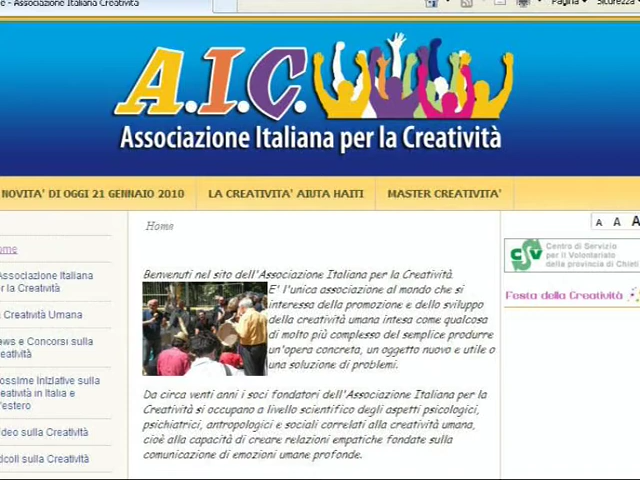 e - Associazione Italiana Creatività
Pagina
Sicurezza
A.I.C.
Associazione Italiana per la Creatività
NOVITA' DI OGGI 21 GENNAIO 2010
LA CREATIVITA' AIUTA HAITI
MASTER CREATIVITA'
A A A
ome
Associazione Italiana
r la Creatività
Creatività Umana
ws e Concorsi sulla
eatività
ossime Iniziative sulla
eatività in Italia e
'estero
deo sulla Creatività
ticoli sulla Creatività
Home
Benvenuti nel sito dell'Associazione Italiana per la Creatività.
E' l'unica associazione al mondo che si
interessa della promozione e dello sviluppo
della creatività umana intesa come qualcosa
di molto più complesso del semplice produrre
un'opera concreta, un oggetto nuovo e utile o
una soluzione di problemi.
Da circa venti anni i soci fondatori dell'Associazione Italiana per la
Creatività si occupano a livello scientifico degli aspetti psicologici,
psichiatrici, antropologici e sociali correlati alla creatività umana,
cioè alla capacità di creare relazioni empatiche fondate sulla
comunicazione di emozioni umane profonde.
CSV
Centro di Servizio
per il Volontariato
della provincia di Chieti
Festa della Creatività